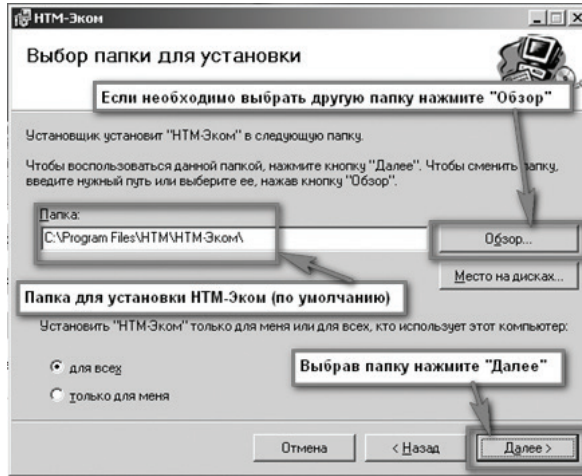 НТМ-Эком
Выбор папки для установки
Если необходимо выбрать другую папку нажмите "Обзор"
Установщик установит "НТМ-Эком" в следующую папку.
Чтобы воспользоваться данной папкой, нажмите кнопку "Далее". Чтобы сменить папку,
введите нужный путь или выберите ее, нажав кнопку "Обзор".
Папка:
C:\Program Files\НТМ\НТМ-Эком\
Обзор...
Место на дисках...
Папка для установки НТМ-Эком (по умолчанию)
Установить "НТМ-Эком" только для меня или для всех, кто использует этот компьютер:
для всех
Выбрав папку нажмите "Далее"
только для меня
Отмена
< Назад
Далее >